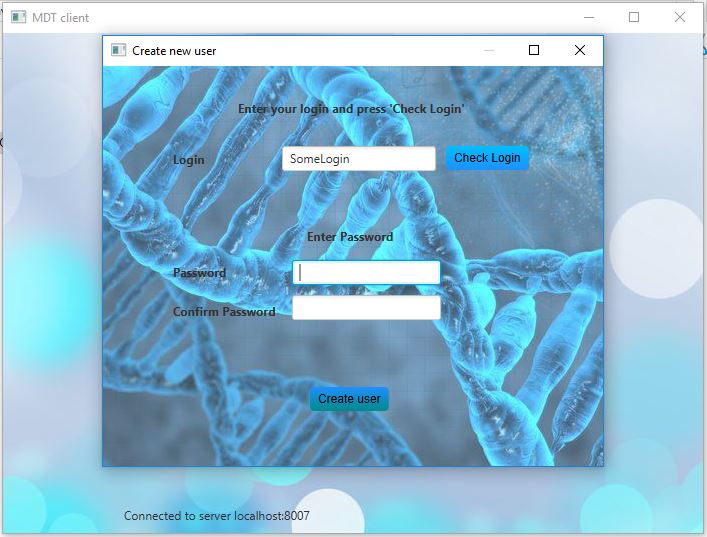 MDT client
Create new user
Enter your login and press 'Check Login'
Login
SomeLogin
Check Login
Enter Password
Password
Confirm Password
Create user
Connected to server localhost:8007